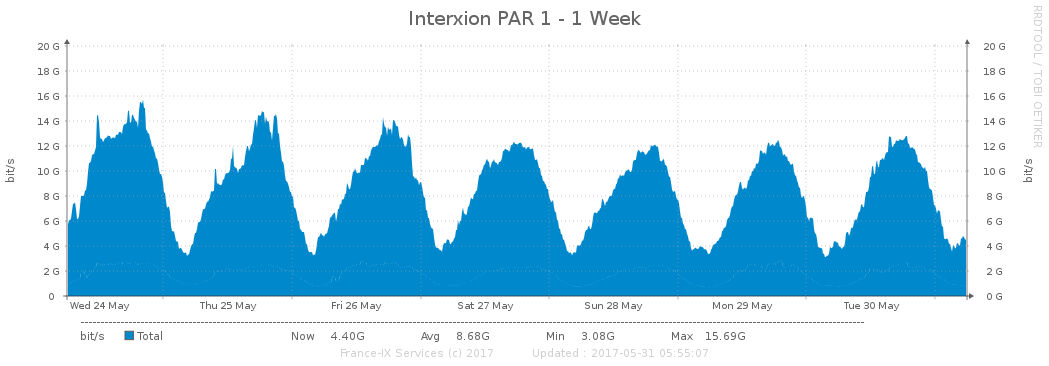 Interxion PAR 1 - 1 Week
RRDTOOL / TOBI OETIKER
20 G 20 G
18 G 18 G
16 G 16 G
14 G 14 G
12 G 12 G
10 G 10 G
8 G 8 G
6 G 6 G
4 G 4 G
2 G 2 G
0 0 G
bit/s bit/s
Wed 24 May Thu 25 May Fri 26 May Sat 27 May Sun 28 May Mon 29 May Tue 30 May
bit/s Total Now 4.40G Avg 8.68G Min 3.08G Max 15.69G
France-IX Services (c) 2017 Updated : 2017-05-31 05:55:07